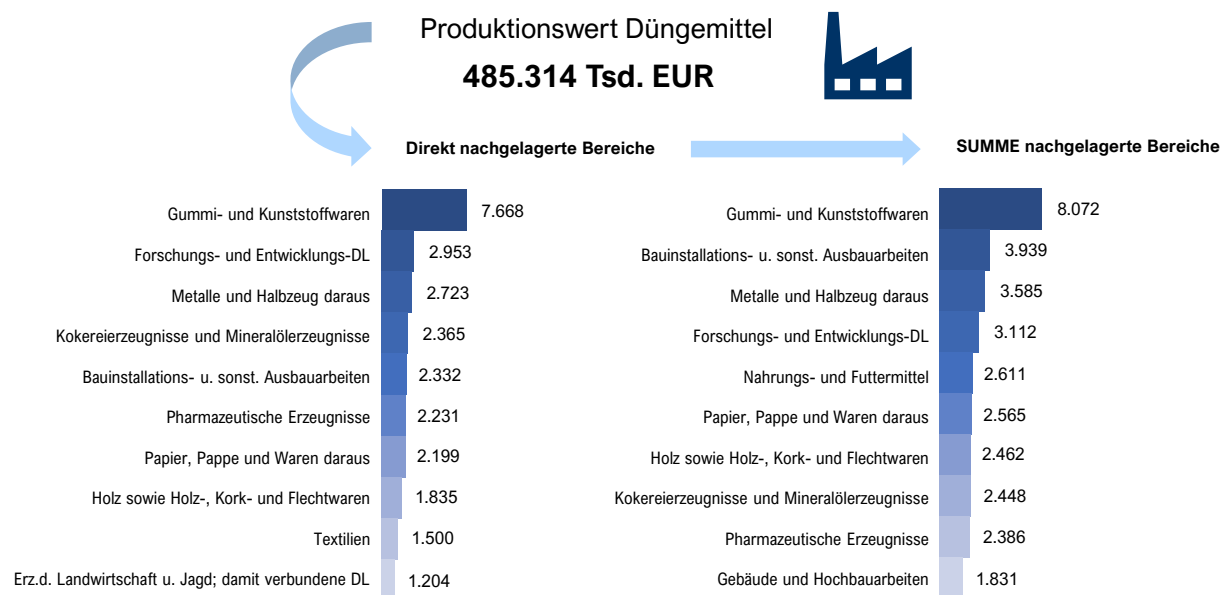 Produktionswert Düngemittel
485.314 Tsd. EUR
Direkt nachgelagerte Bereiche
Gummi- und Kunststoffwaren 7.668
Forschungs- und Entwicklungs-DL 2.953
Metalle und Halbzeug daraus 2.723
Kokereierzeugnisse und Mineralölerzeugnisse 2.365
Bauinstallations- u. sonst. Ausbauarbeiten 2.332
Pharmazeutische Erzeugnisse 2.231
Papier, Pappe und Waren daraus 2.199
Holz sowie Holz-, Kork- und Flechtwaren 1.835
Textilien 1.500
Erz.d. Landwirtschaft u. Jagd; damit verbundene DL 1.204
SUMME nachgelagerte Bereiche
Gummi- und Kunststoffwaren 8.072
Bauinstallations- u. sonst. Ausbauarbeiten 3.939
Metalle und Halbzeug daraus 3.585
Forschungs- und Entwicklungs-DL 3.112
Nahrungs- und Futtermittel 2.611
Papier, Pappe und Waren daraus 2.565
Holz sowie Holz-, Kork- und Flechtwaren 2.462
Kokereierzeugnisse und Mineralölerzeugnisse 2.448
Pharmazeutische Erzeugnisse 2.386
Gebäude und Hochbauarbeiten 1.831